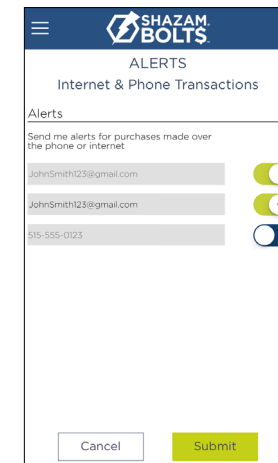 SHAZAM.
BOLT$.
ALERTS
Internet & Phone Transactions
Alerts
Send me alerts for purchases made over
the phone or internet
JohnSmith123@gmail.com
JohnSmith123@gmail.com
515-555-0123
Cancel
Submit